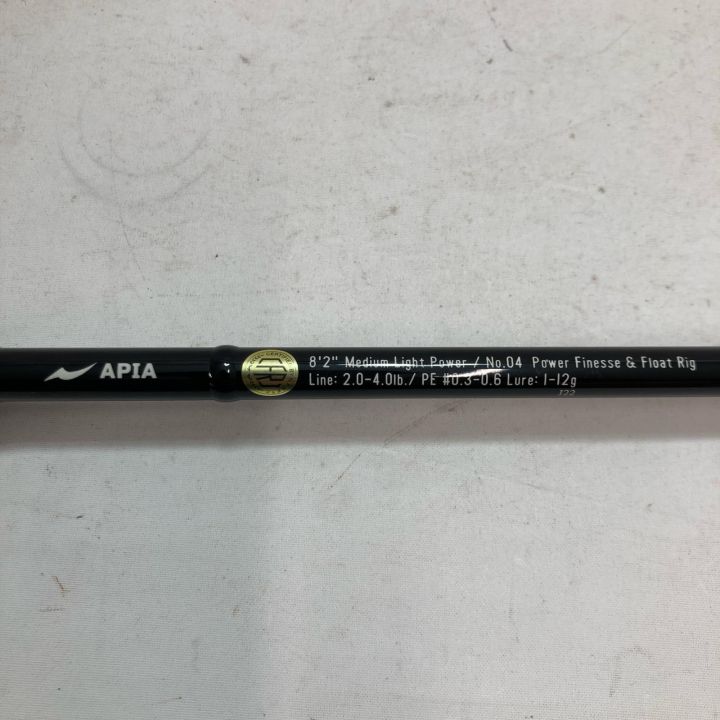 APIA
8'2" Medium Light Power / No.04 Power Finesse & Float Rig
Line: 2.0-4.0lb./ PE #0.3-0.6 Lure: 1-12g